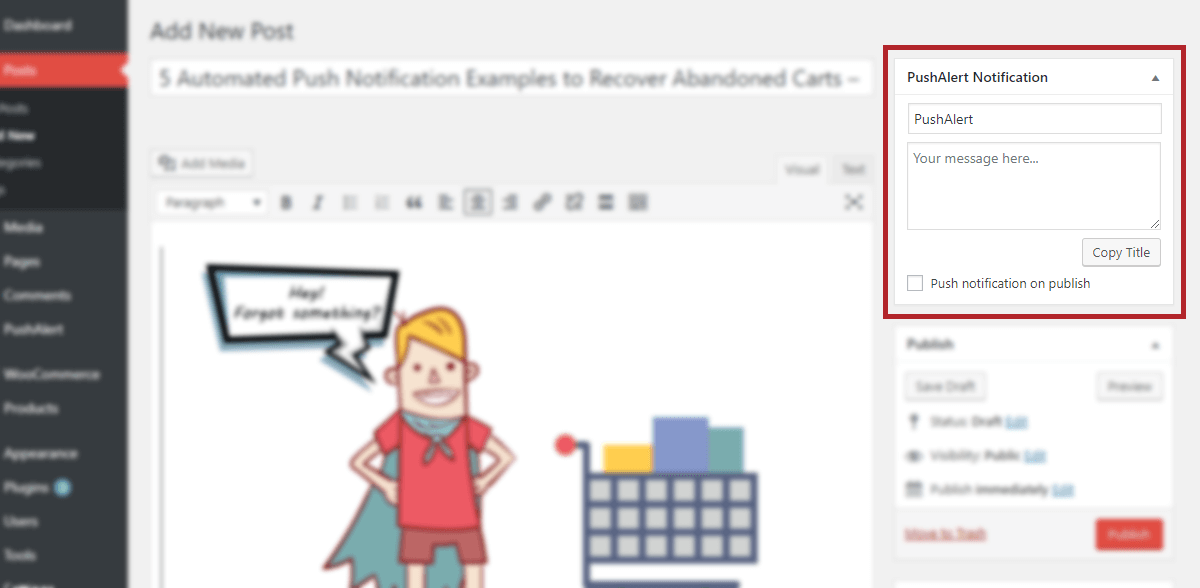 Dashboard
Posts
Posts
Add New Post
5 Automated Push Notification Examples to Recover Abandoned Carts –
New
Media
Pages
Comments
PushAlert
WooCommerce
Products
Appearance
Plugins
Users
Tools
Add Media
Visual
Text
Paragraph
Hey!
Forgot something?
PushAlert Notification
PushAlert
Your message here...
Copy Title
Push notification on publish
Publish
Save Draft
Preview
Status: Draft Edit
Visibility: Public Edit
Publish immediately Edit
Move to Trash
Publish